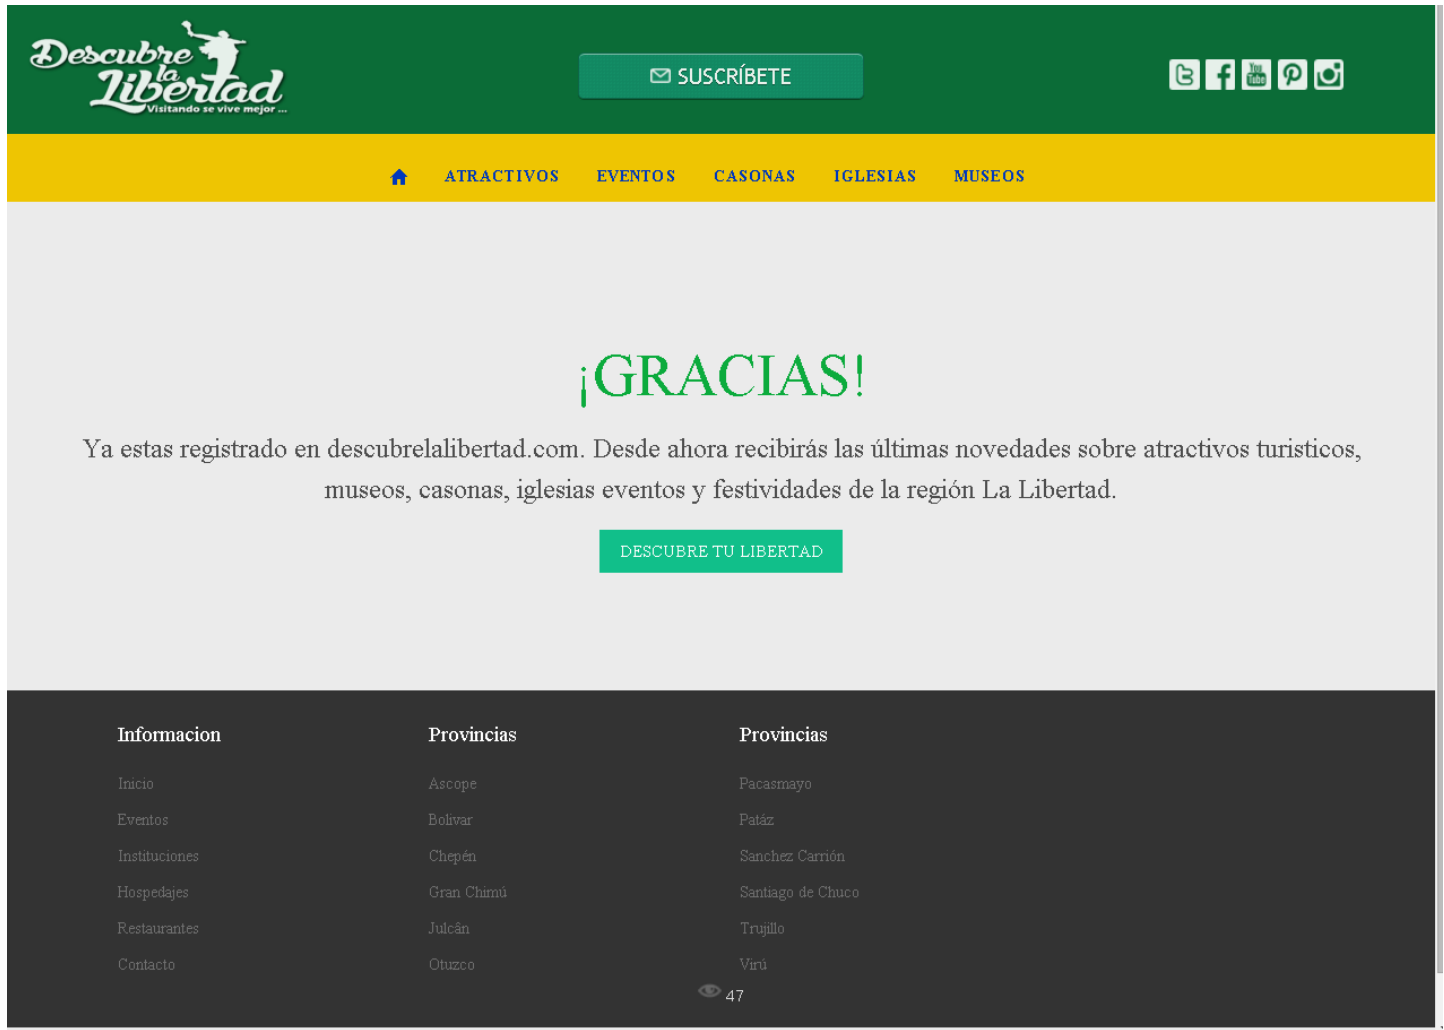 Descubre
la
Libertad
Visitando se vive mejor ...
SUSCRÍBETE
You
Tube
ATRACTIVOS EVENTOS CASONAS IGLESIAS MUSEOS
¡GRACIAS!
Ya estas registrado en descubrelalibertad.com. Desde ahora recibirás las últimas novedades sobre atractivos turisticos,
museos, casonas, iglesias eventos y festividades de la región La Libertad.
DESCUBRE TU LIBERTAD
Informacion
Inicio
Eventos
Instituciones
Hospedajes
Restaurantes
Contacto
Provincias
Ascope
Bolivar
Chepén
Gran Chimú
Julcân
Otuzco
Provincias
Pacasmayo
Patáz
Sanchez Carrión
Santiago de Chuco
Trujillo
Virú
47